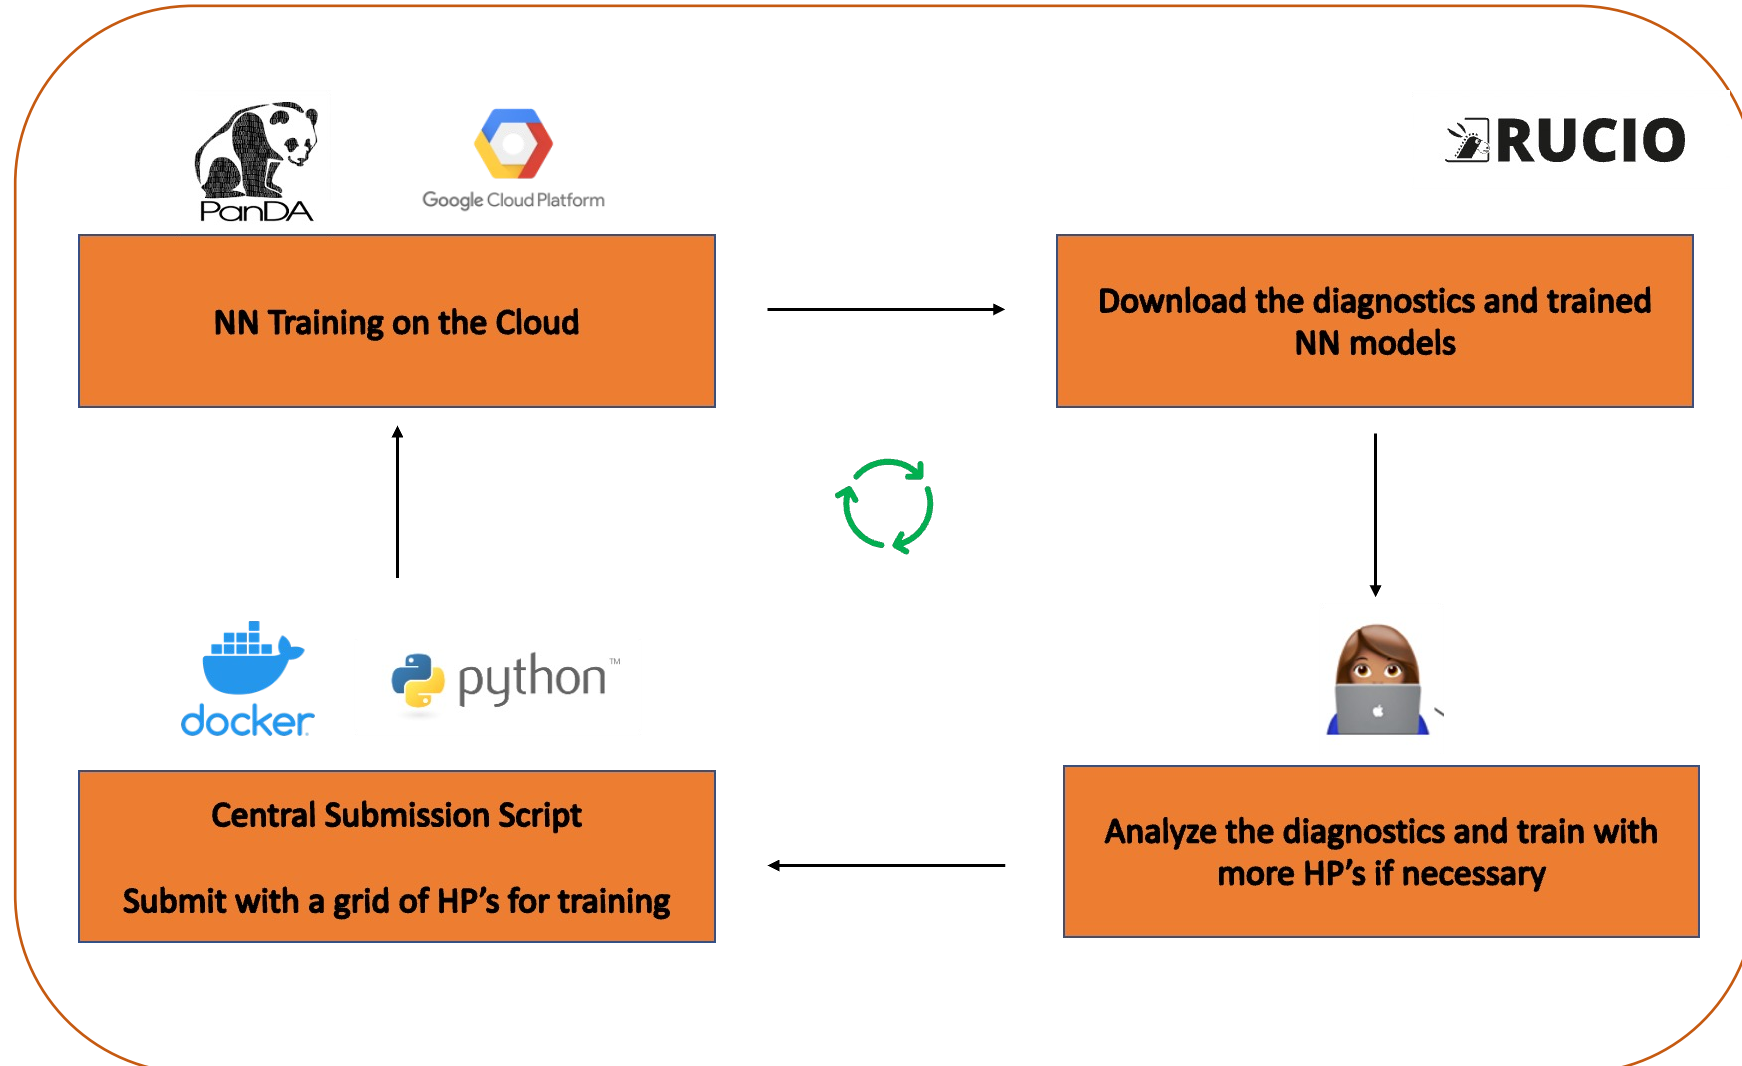 PanDA
Google Cloud Platform
RUCIO
NN Training on the Cloud
Download the diagnostics and trained
NN models
docker
python™
Central Submission Script
Submit with a grid of HP's for training
Analyze the diagnostics and train with
more HP's if necessary